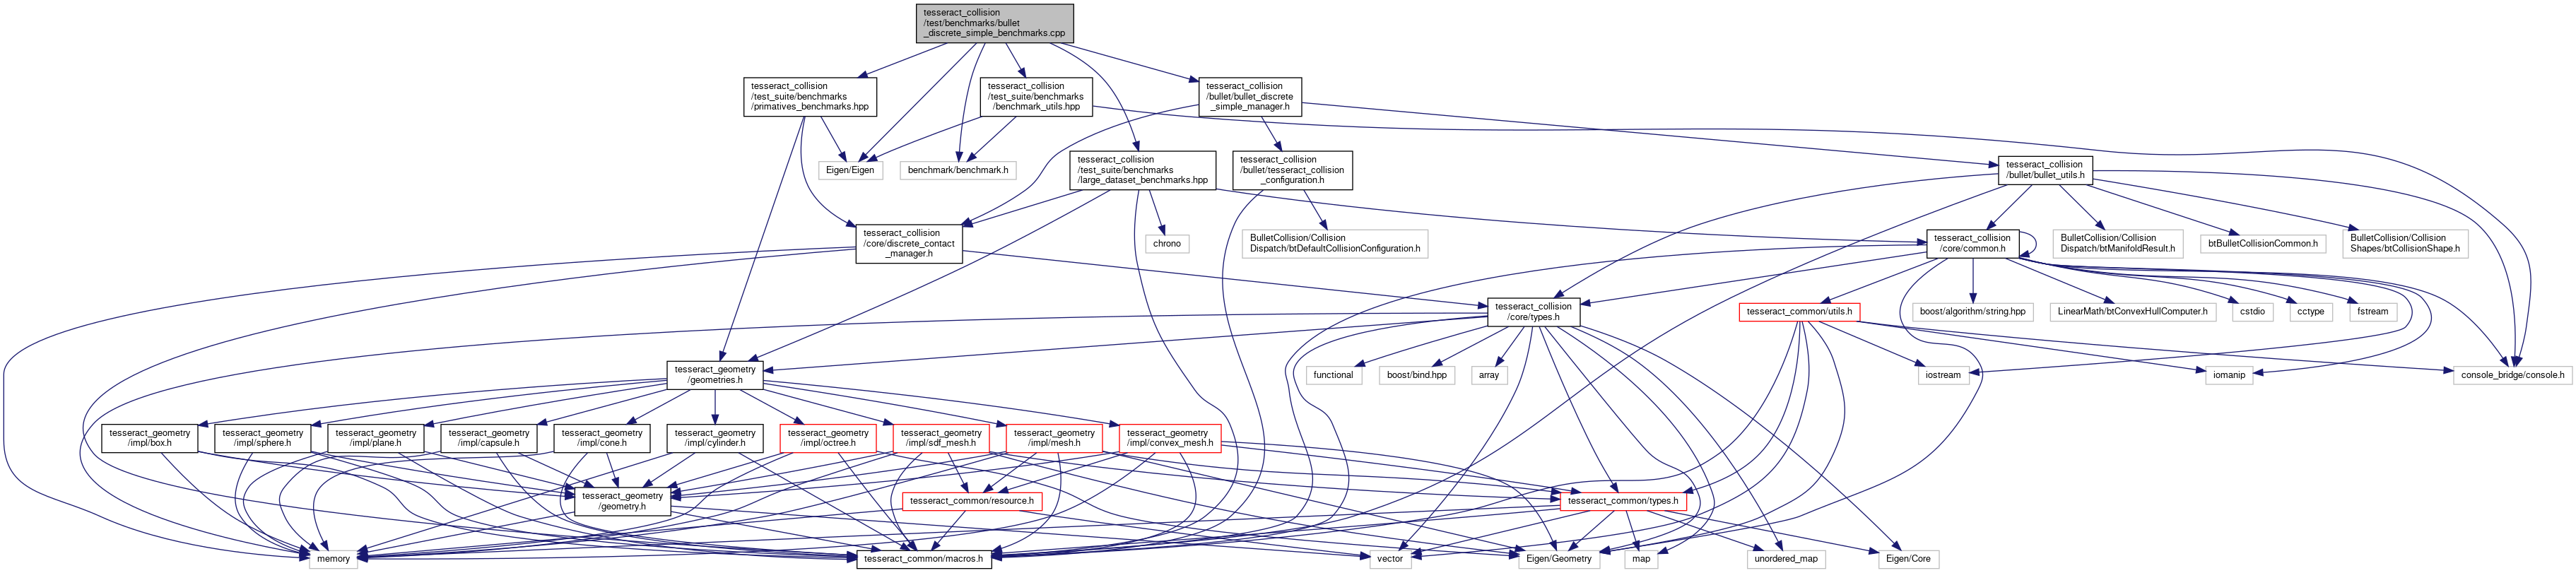 tesseract_collision
/test/benchmarks/bullet
_discrete_simple_benchmarks.cpp
tesseract_collision
/test_suite/benchmarks
/primatives_benchmarks.hpp
tesseract_collision
/test_suite/benchmarks
/benchmark_utils.hpp
tesseract_collision
/bullet/bullet_discrete
_simple_manager.h
Eigen/Eigen
benchmark/benchmark.h
tesseract_collision
/test_suite/benchmarks
/large_dataset_benchmarks.hpp
tesseract_collision
/bullet/tesseract_collision
_configuration.h
tesseract_collision
/bullet/bullet_utils.h
tesseract_collision
/core/discrete_contact
_manager.h
chrono
BulletCollision/Collision
Dispatch/btDefaultCollisionConfiguration.h
tesseract_collision
/core/common.h
BulletCollision/Collision
Dispatch/btManifoldResult.h
btBulletCollisionCommon.h
BulletCollision/Collision
Shapes/btCollisionShape.h
tesseract_collision
/core/types.h
tesseract_common/utils.h
boost/algorithm/string.hpp
LinearMath/btConvexHullComputer.h
cstdio
cctype
fstream
tesseract_geometry
/geometries.h
functional
boost/bind.hpp
array
iostream
iomanip
console_bridge/console.h
tesseract_geometry
/impl/box.h
tesseract_geometry
/impl/sphere.h
tesseract_geometry
/impl/plane.h
tesseract_geometry
/impl/capsule.h
tesseract_geometry
/impl/cone.h
tesseract_geometry
/impl/cylinder.h
tesseract_geometry
/impl/octree.h
tesseract_geometry
/impl/sdf_mesh.h
tesseract_geometry
/impl/mesh.h
tesseract_geometry
/impl/convex_mesh.h
tesseract_geometry
/geometry.h
tesseract_common/resource.h
tesseract_common/types.h
memory
tesseract_common/macros.h
vector
Eigen/Geometry
map
unordered_map
Eigen/Core